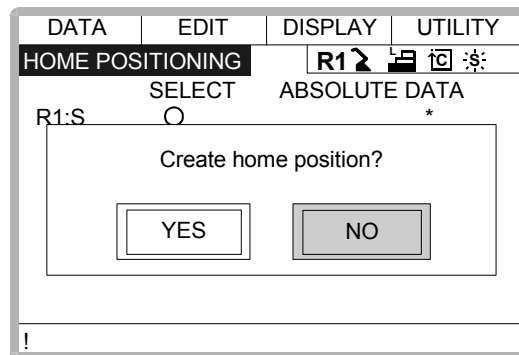 DATA EDIT DISPLAY UTILITY
HOME POSITIONING R1 C S
SELECT ABSOLUTE DATA
R1:S ○ *
Create home position?
YES NO
!